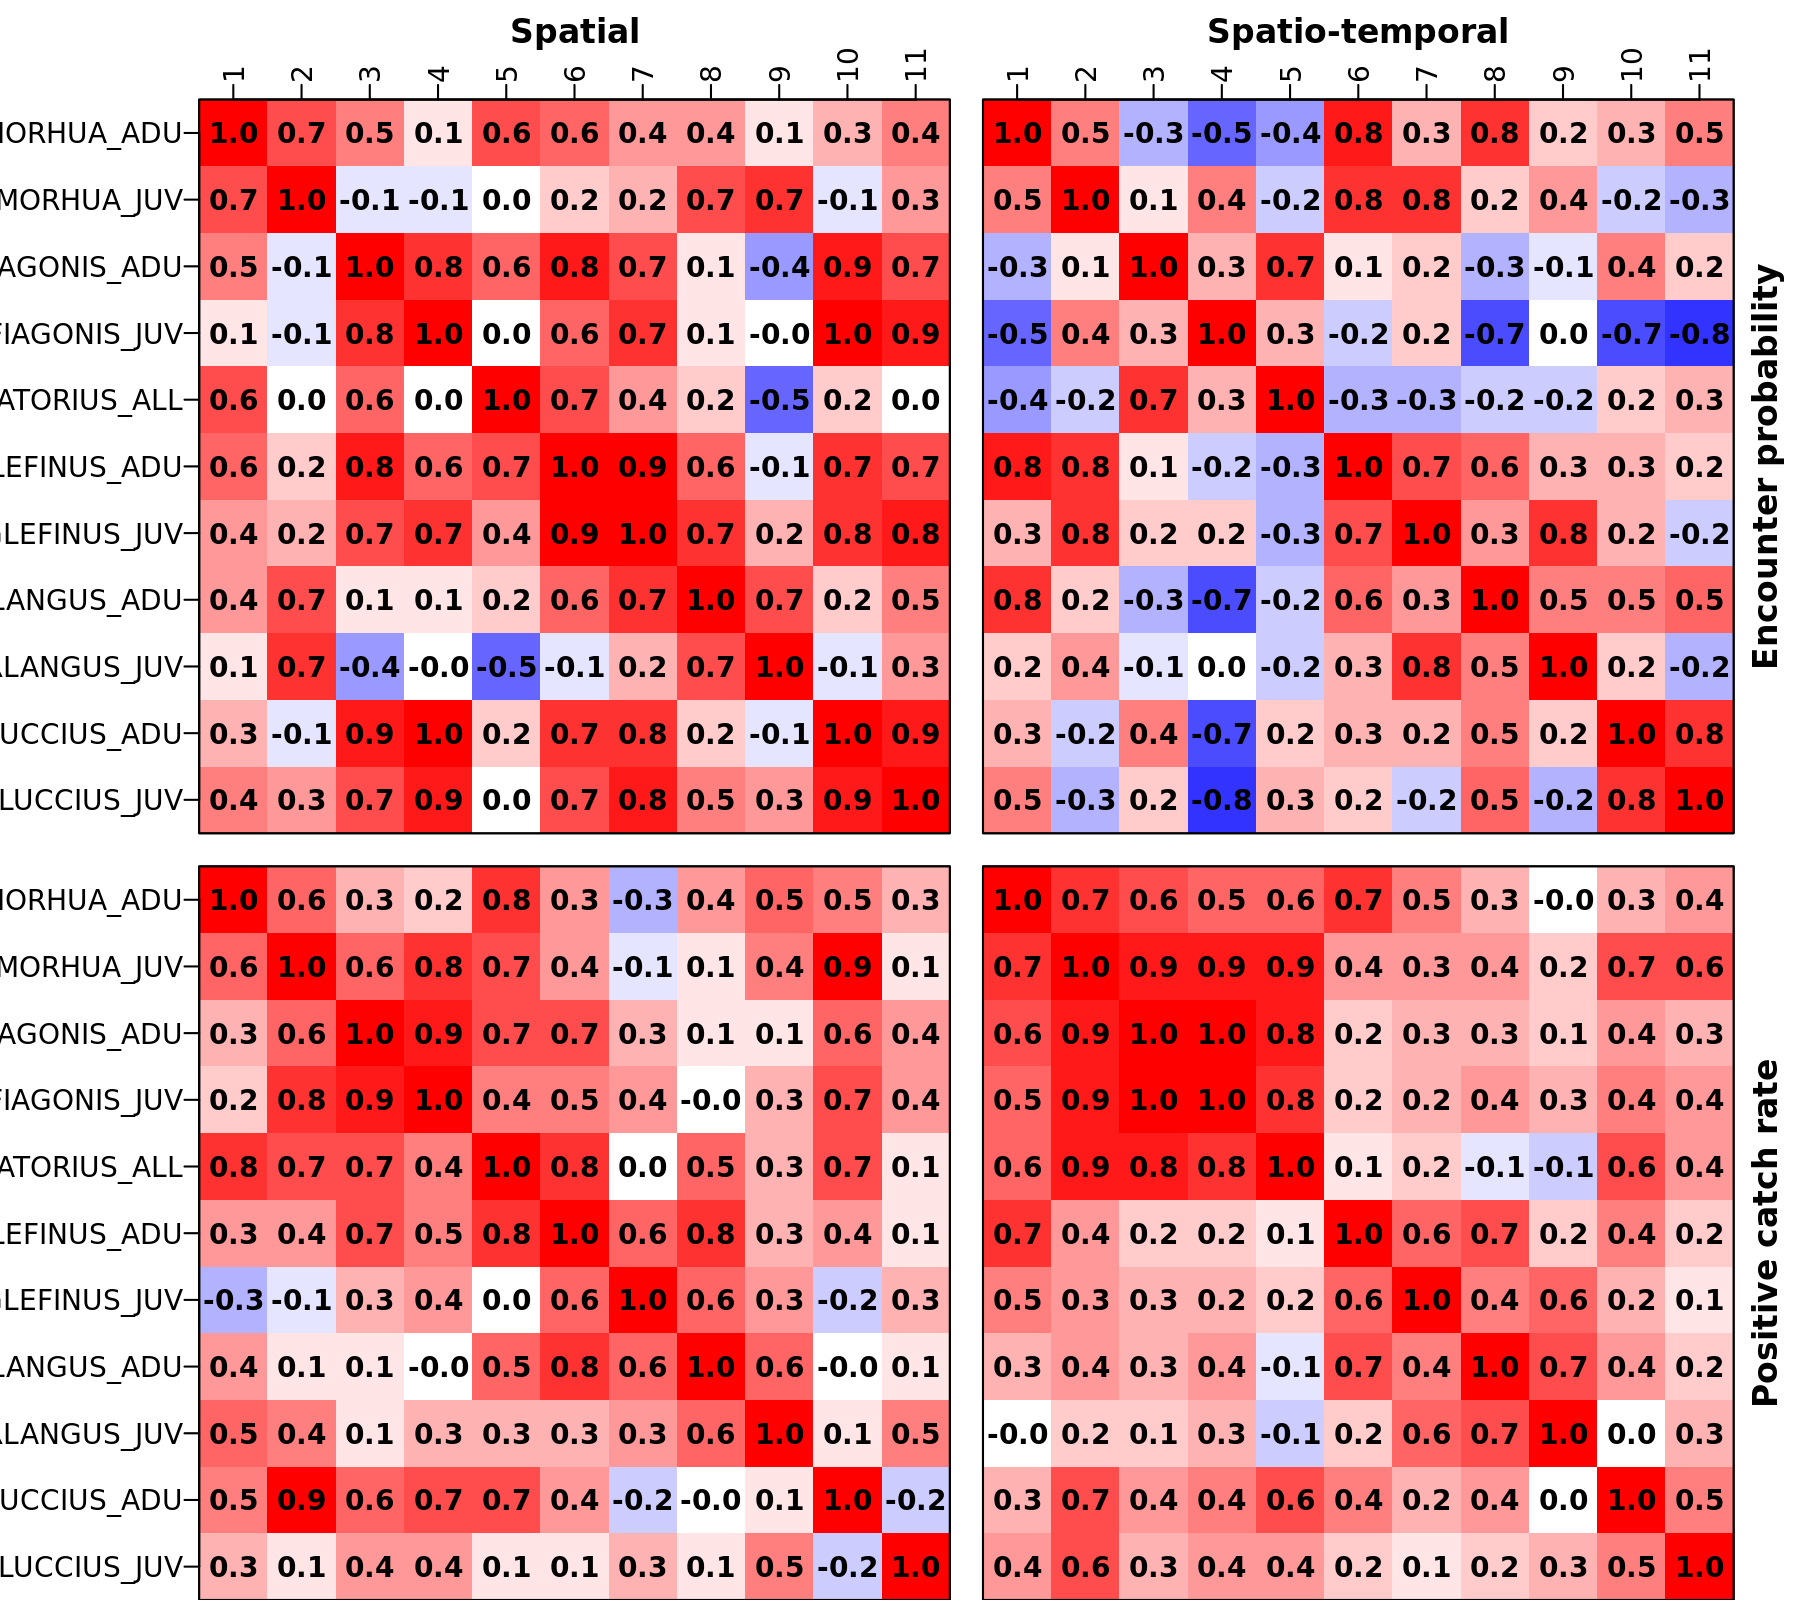 Spatial Spatio-temporal
1 2 3 4 5 6 7 8 9 10 11 1 2 3 4 5 6 7 8 9 10 11
ORHUA_ADU 1.0 0.7 0.5 0.1 0.6 0.6 0.4 0.4 0.1 0.3 0.4 1.0 0.5 -0.3 -0.5 -0.4 0.8 0.3 0.8 0.2 0.3 0.5
MORHUA_JUV 0.7 1.0 -0.1 -0.1 0.0 0.2 0.2 0.7 0.7 -0.1 0.3 0.5 1.0 0.1 0.4 -0.2 0.8 0.8 0.2 0.4 -0.2 -0.3
AGONIS_ADU 0.5 -0.1 1.0 0.8 0.6 0.8 0.7 0.1 -0.4 0.9 0.7 -0.3 0.1 1.0 0.3 0.7 0.1 0.2 -0.3 -0.1 0.4 0.2
IAGONIS_JUV 0.1 -0.1 0.8 1.0 0.0 0.6 0.7 0.1 -0.0 1.0 0.9 -0.5 0.4 0.3 1.0 0.3 -0.2 0.2 -0.7 0.0 -0.7 -0.8
ATORIUS_ALL 0.6 0.0 0.6 0.0 1.0 0.7 0.4 0.2 -0.5 0.2 0.0 -0.4 -0.2 0.7 0.3 1.0 -0.3 -0.3 -0.2 -0.2 0.2 0.3
LEFINUS_ADU 0.6 0.2 0.8 0.6 0.7 1.0 0.9 0.6 -0.1 0.7 0.7 0.8 0.8 0.1 -0.2 -0.3 1.0 0.7 0.6 0.3 0.3 0.2
LEFINUS_JUV 0.4 0.2 0.7 0.7 0.4 0.9 1.0 0.7 0.2 0.8 0.8 0.3 0.8 0.2 0.2 -0.3 0.7 1.0 0.3 0.8 0.2 -0.2
LANGUS_ADU 0.4 0.7 0.1 0.1 0.2 0.6 0.7 1.0 0.7 0.2 0.5 0.8 0.2 -0.3 -0.7 -0.2 0.6 0.3 1.0 0.5 0.5 0.5
LANGUS_JUV 0.1 0.7 -0.4 -0.0 -0.5 -0.1 0.2 0.7 1.0 -0.1 0.3 0.2 0.4 -0.1 0.0 -0.2 0.3 0.8 0.5 1.0 0.2 -0.2
UCCIUS_ADU 0.3 -0.1 0.9 1.0 0.2 0.7 0.8 0.2 -0.1 1.0 0.9 0.3 -0.2 0.4 -0.7 0.2 0.3 0.2 0.5 0.2 1.0 0.8
LUCCIUS_JUV 0.4 0.3 0.7 0.9 0.0 0.7 0.8 0.5 0.3 0.9 1.0 0.5 -0.3 0.2 -0.8 0.3 0.2 -0.2 0.5 -0.2 0.8 1.0
Encounter probability
ORHUA_ADU 1.0 0.6 0.3 0.2 0.8 0.3 -0.3 0.4 0.5 0.5 0.3 1.0 0.7 0.6 0.5 0.6 0.7 0.5 0.3 -0.0 0.3 0.4
MORHUA_JUV 0.6 1.0 0.6 0.8 0.7 0.4 -0.1 0.1 0.4 0.9 0.1 0.7 1.0 0.9 0.9 0.9 0.4 0.3 0.4 0.2 0.7 0.6
AGONIS_ADU 0.3 0.6 1.0 0.9 0.7 0.7 0.3 0.1 0.1 0.6 0.4 0.6 0.9 1.0 1.0 0.8 0.2 0.3 0.3 0.1 0.4 0.3
IAGONIS_JUV 0.2 0.8 0.9 1.0 0.4 0.5 0.4 -0.0 0.3 0.7 0.4 0.5 0.9 1.0 1.0 0.8 0.2 0.2 0.4 0.3 0.4 0.4
ATORIUS_ALL 0.8 0.7 0.7 0.4 1.0 0.8 0.0 0.5 0.3 0.7 0.1 0.6 0.9 0.8 0.8 1.0 0.1 0.2 -0.1 -0.1 0.6 0.4
LEFINUS_ADU 0.3 0.4 0.7 0.5 0.8 1.0 0.6 0.8 0.3 0.4 0.1 0.7 0.4 0.2 0.2 0.1 1.0 0.6 0.7 0.2 0.4 0.2
LEFINUS_JUV -0.3 -0.1 0.3 0.4 0.0 0.6 1.0 0.6 0.3 -0.2 0.3 0.5 0.3 0.3 0.2 0.2 0.6 1.0 0.4 0.6 0.2 0.1
LANGUS_ADU 0.4 0.1 0.1 -0.0 0.5 0.8 0.6 1.0 0.6 -0.0 0.1 0.3 0.4 0.3 0.4 -0.1 0.7 0.4 1.0 0.7 0.4 0.2
LANGUS_JUV 0.5 0.4 0.1 0.3 0.3 0.3 0.3 0.6 1.0 0.1 0.5 -0.0 0.2 0.1 0.3 -0.1 0.2 0.6 0.7 1.0 0.0 0.3
UCCIUS_ADU 0.5 0.9 0.6 0.7 0.7 0.4 -0.2 -0.0 0.1 1.0 -0.2 0.3 0.7 0.4 0.4 0.6 0.4 0.2 0.4 0.0 1.0 0.5
LUCCIUS_JUV 0.3 0.1 0.4 0.4 0.1 0.1 0.3 0.1 0.5 -0.2 1.0 0.4 0.6 0.3 0.4 0.4 0.2 0.1 0.2 0.3 0.5 1.0
Positive catch rate